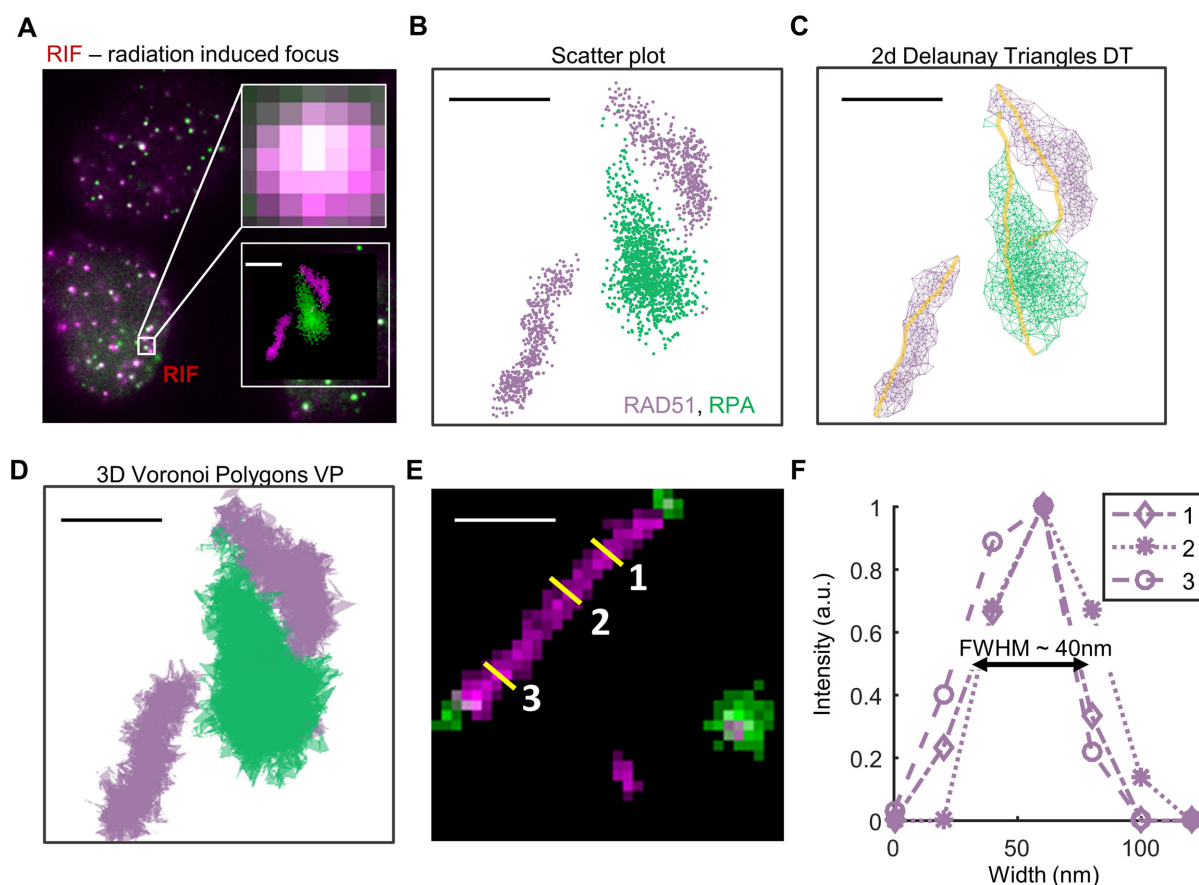 A
RIF – radiation induced focus
RIF
B
Scatter plot
RAD51, RPA
C
2d Delaunay Triangles DT
D
3D Voronoi Polygons VP
E
1
2
3
F
1
0.8
0.6
0.4
0.2
0
Intensity (a.u.)
1
2
3
FWHM ~ 40nm
0
50
100
Width (nm)